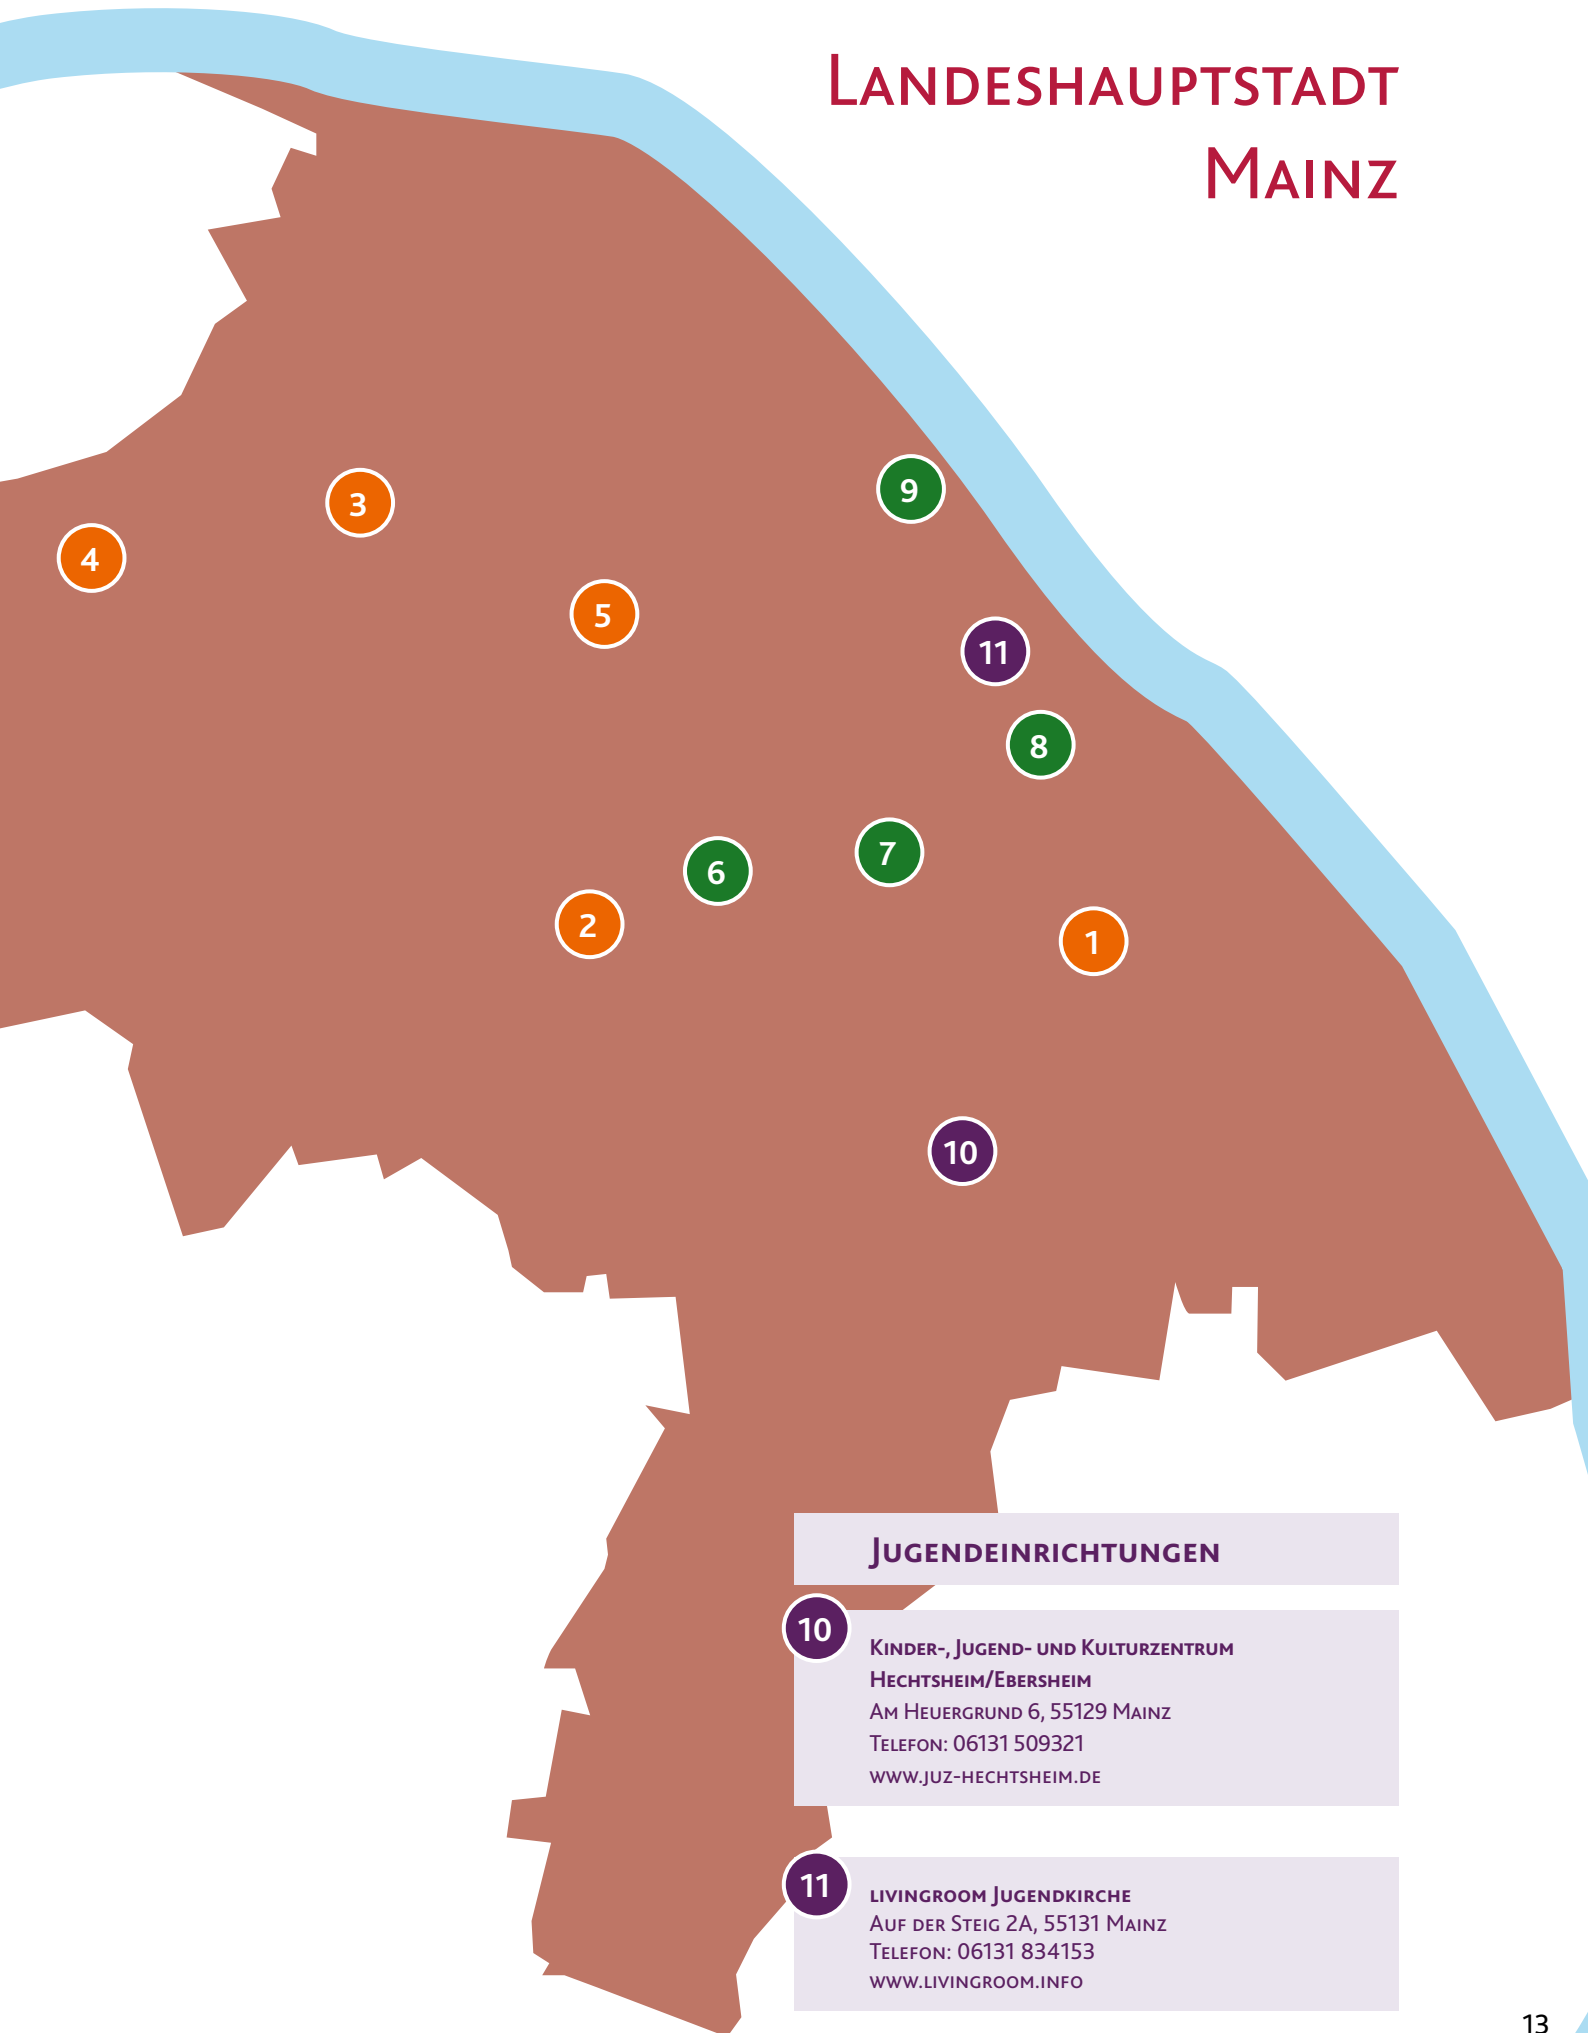 Landeshauptstadt
Mainz
9
3
4
5
11
8
7
6
2
1
10
Jugendeinrichtungen
10
Kinder-, Jugend- und Kulturzentrum
Hechtsheim/Ebersheim
Am Heuergrund 6, 55129 Mainz
Telefon: 06131 509321
www.juz-hechtsheim.de
11
livingroom Jugendkirche
Auf der Steig 2A, 55131 Mainz
Telefon: 06131 834153
www.livingroom.info
13